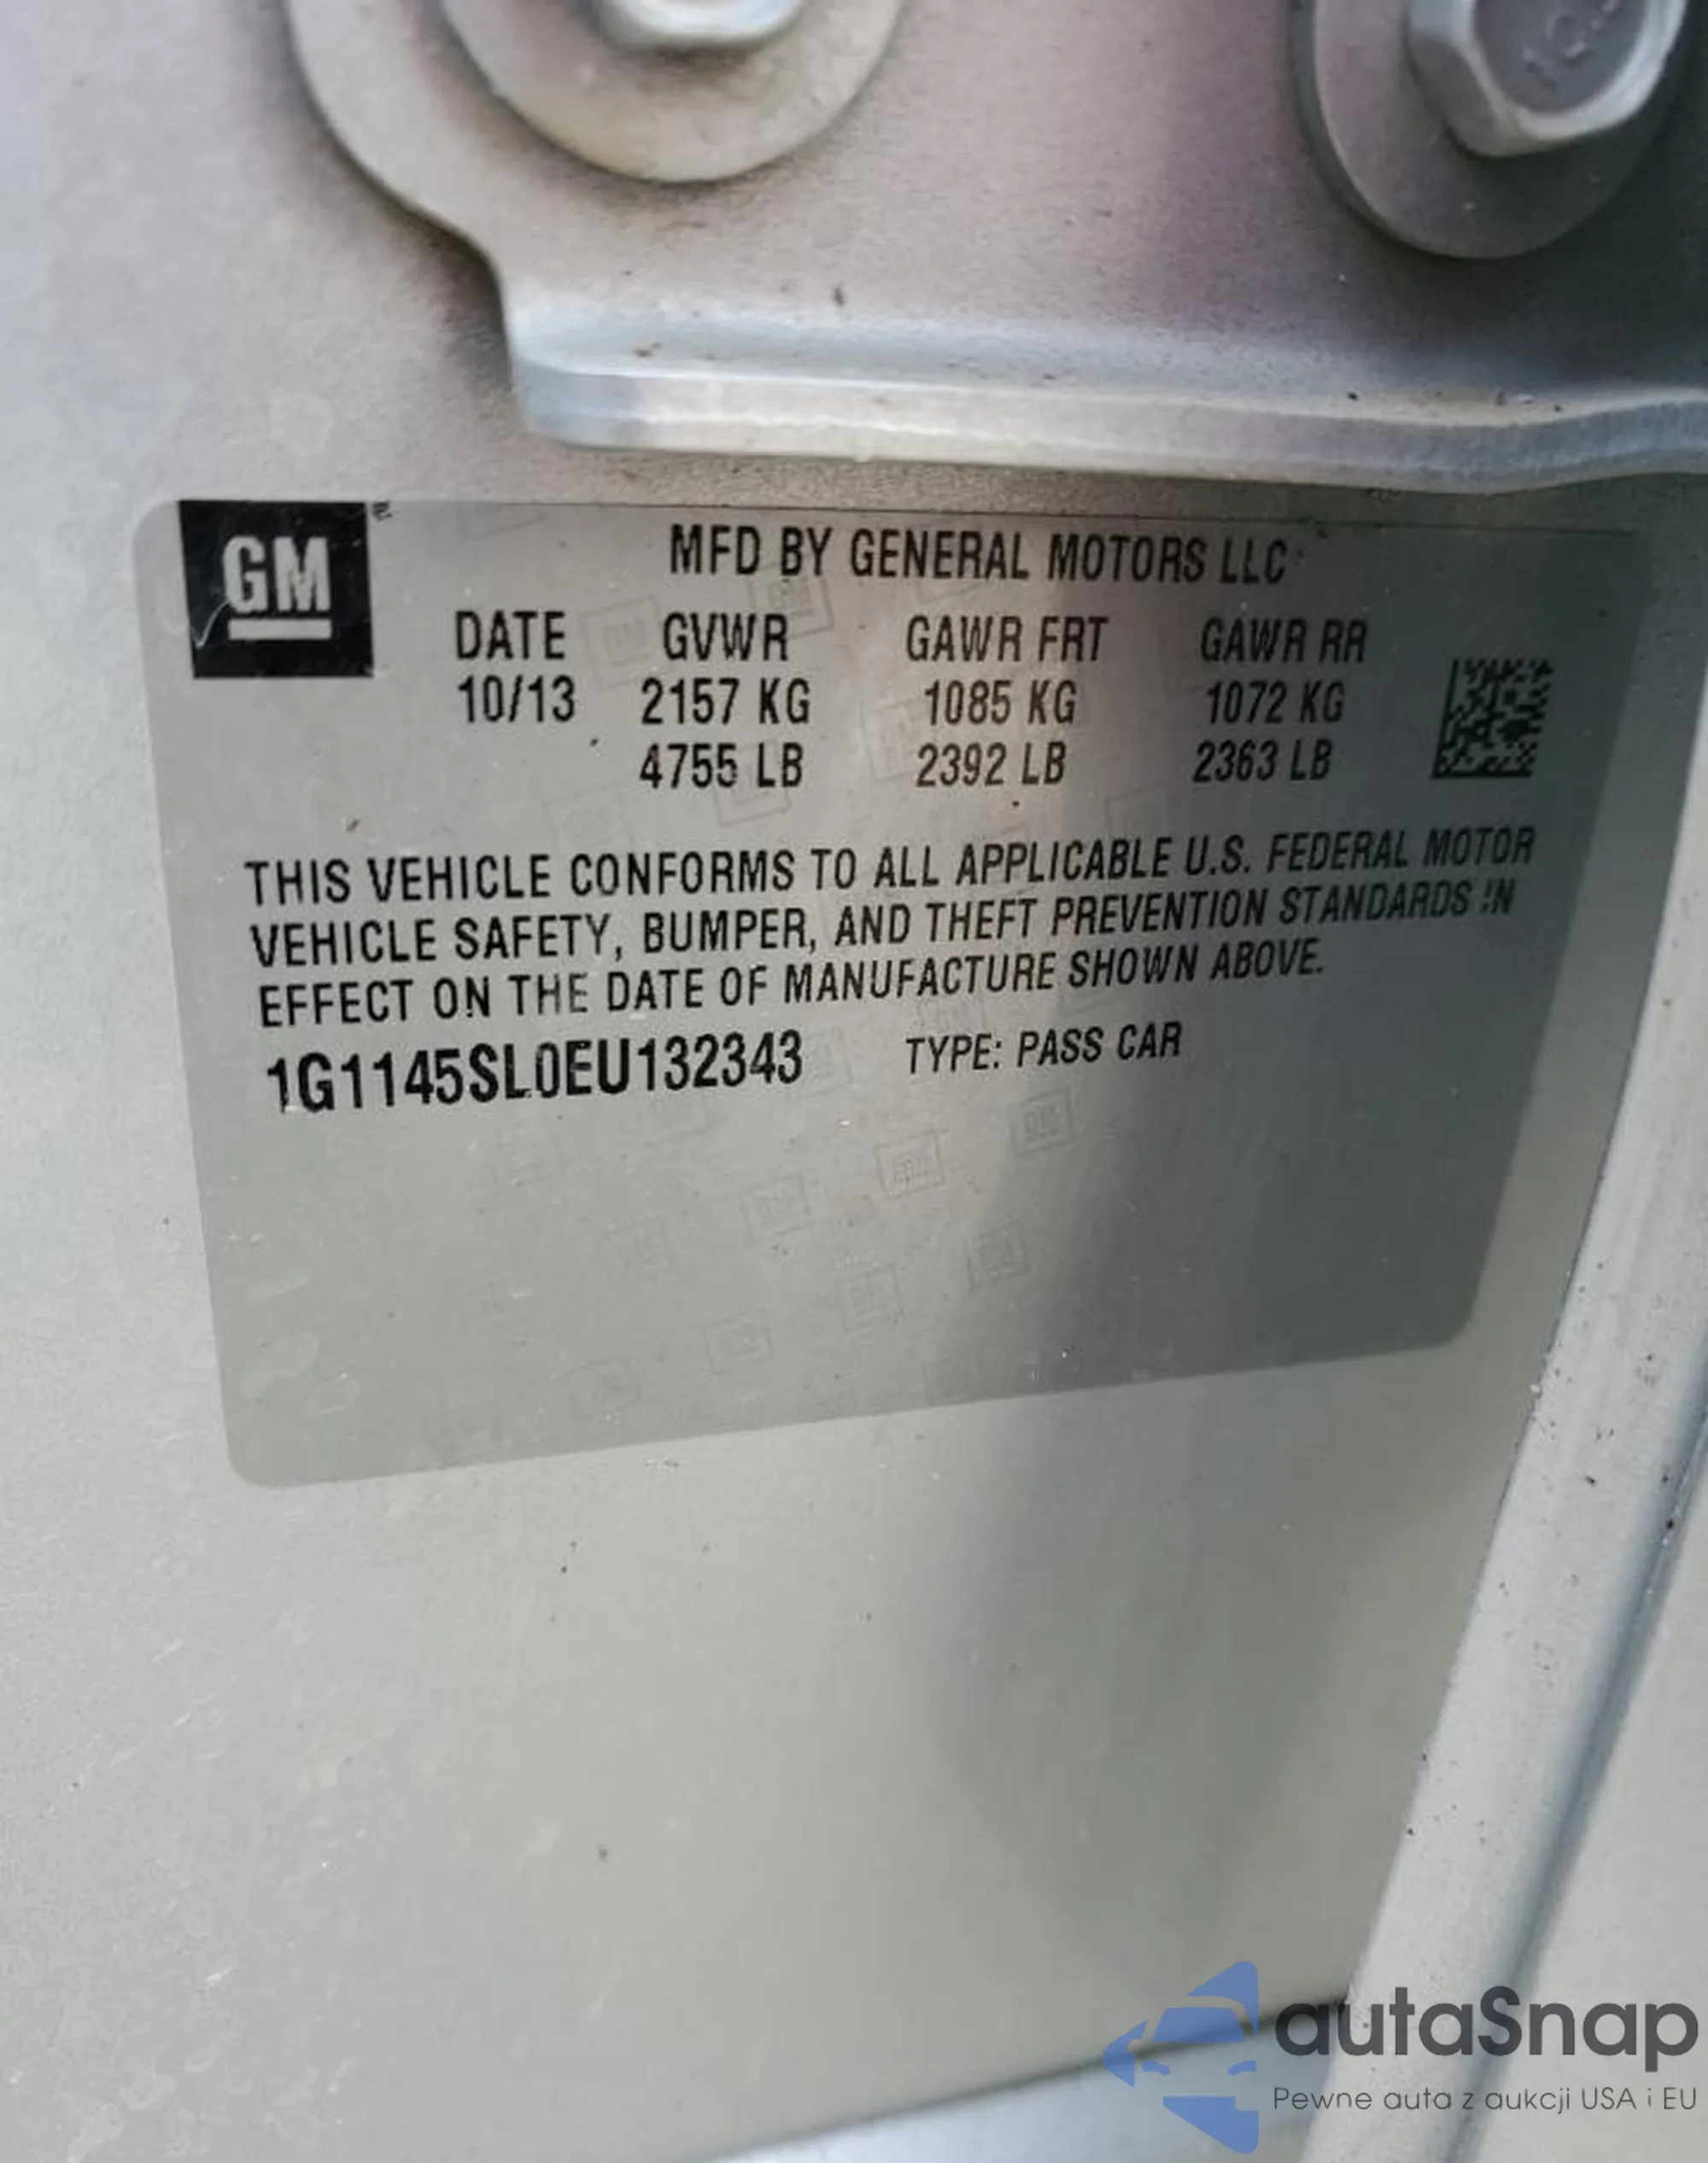 GM
MFD BY GENERAL MOTORS LLC
DATE GVWR GAWR FRT GAWR RR
10/13 2157 KG 1085 KG 1072 KG
4755 LB 2392 LB 2363 LB
THIS VEHICLE CONFORMS TO ALL APPLICABLE U.S. FEDERAL MOTOR
VEHICLE SAFETY, BUMPER, AND THEFT PREVENTION STANDARDS IN
EFFECT ON THE DATE OF MANUFACTURE SHOWN ABOVE.
1G1145SL0EU132343 TYPE: PASS CAR
autaSnap
Pewne auta z aukcji USA i EU